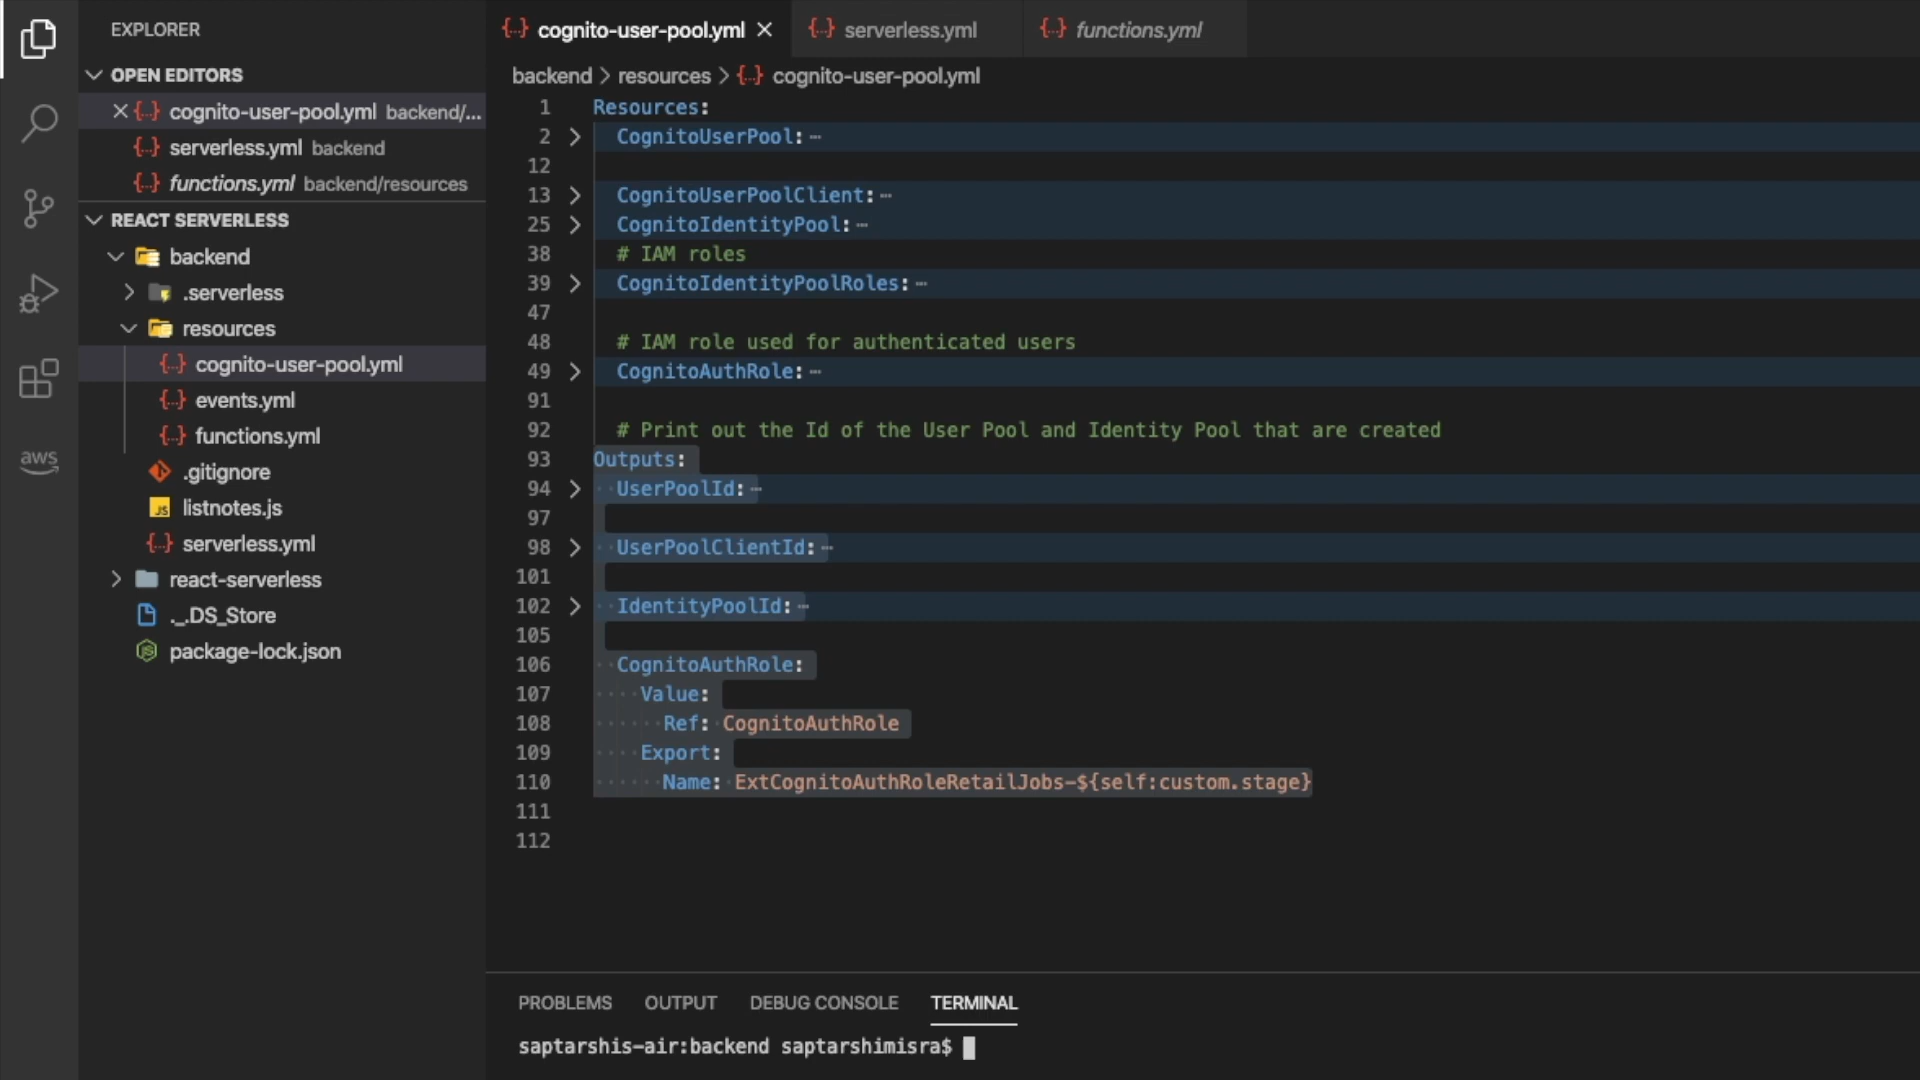 EXPLORER
OPEN EDITORS
cognito-user-pool.yml backend/...
serverless.yml backend
functions.yml backend/resources
REACT SERVERLESS
backend
.serverless
resources
cognito-user-pool.yml
events.yml
functions.yml
.gitignore
JS listnotes.js
serverless.yml
react-serverless
._.DS_Store
package-lock.json
aws
cognito-user-pool.yml
serverless.yml
functions.yml
backend > resources > {..} cognito-user-pool.yml
1 Resources:
2 CognitoUserPool:
12
13 CognitoUserPoolClient:
25 CognitoIdentityPool:
38 # IAM roles
39 CognitoIdentityPoolRoles:
47
48 # IAM role used for authenticated users
49 CognitoAuthRole:
91
92 # Print out the Id of the User Pool and Identity Pool that are created
93 Outputs:
94 UserPoolId:
97
98 UserPoolClientId:
101
102 IdentityPoolId:
105
106 CognitoAuthRole:
107 Value:
108 Ref: CognitoAuthRole
109 Export:
110 Name: ExtCognitoAuthRoleRetailJobs-${self:custom.stage}
111
112
PROBLEMS OUTPUT DEBUG CONSOLE TERMINAL
saptarshis-air:backend saptarshimisra$